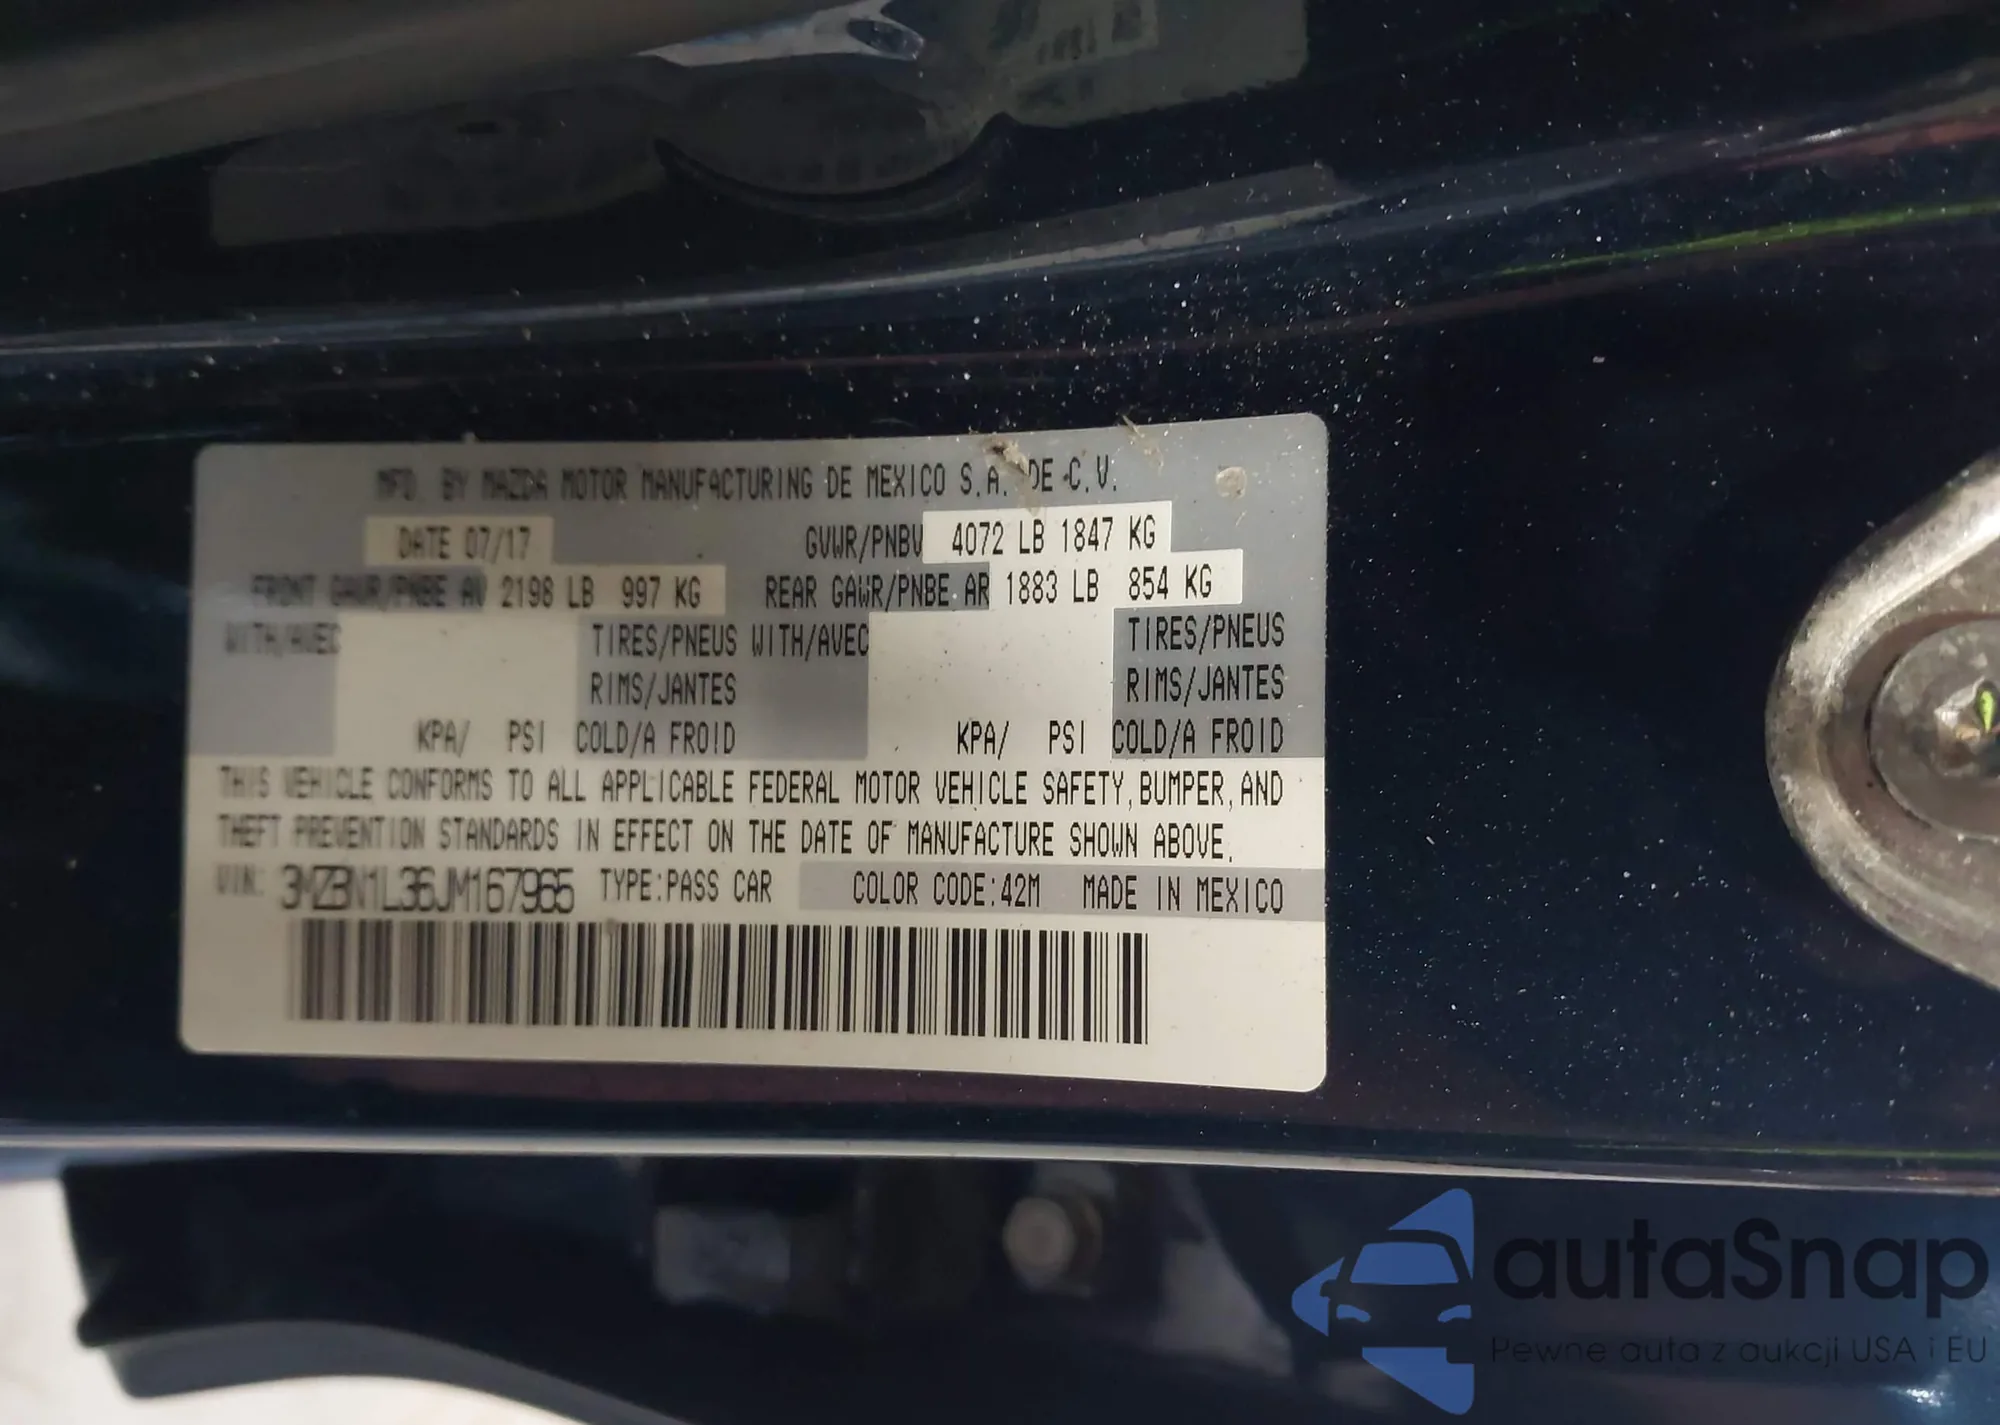 MFD. BY MAZDA MOTOR MANUFACTURING DE MEXICO S.A. DE C.V.
DATE 07/17 GVWR/PNBV 4072 LB 1847 KG
FRONT GAWR/PNBE AV 2198 LB 997 KG REAR GAWR/PNBE AR 1883 LB 854 KG
WITH/AVEC TIRES/PNEUS WITH/AVEC TIRES/PNEUS
RIMS/JANTES RIMS/JANTES
KPA/ PSI COLD/A FROID KPA/ PSI COLD/A FROID
THIS VEHICLE CONFORMS TO ALL APPLICABLE FEDERAL MOTOR VEHICLE SAFETY, BUMPER, AND
THEFT PREVENTION STANDARDS IN EFFECT ON THE DATE OF MANUFACTURE SHOWN ABOVE.
VIN: 3MZBN1L36JM167965 TYPE:PASS CAR COLOR CODE:42M MADE IN MEXICO
autaSnap
Pewne auta z aukcji USA i EU